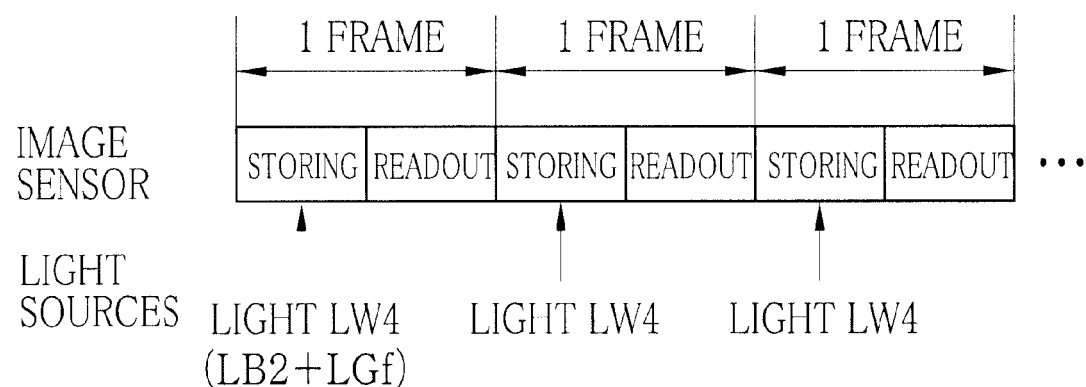 1 FRAME 1 FRAME 1 FRAME
IMAGE
SENSOR
STORING READOUT STORING READOUT STORING READOUT ...
LIGHT
SOURCES
LIGHT LW4 LIGHT LW4 LIGHT LW4
(LB2+LGf)